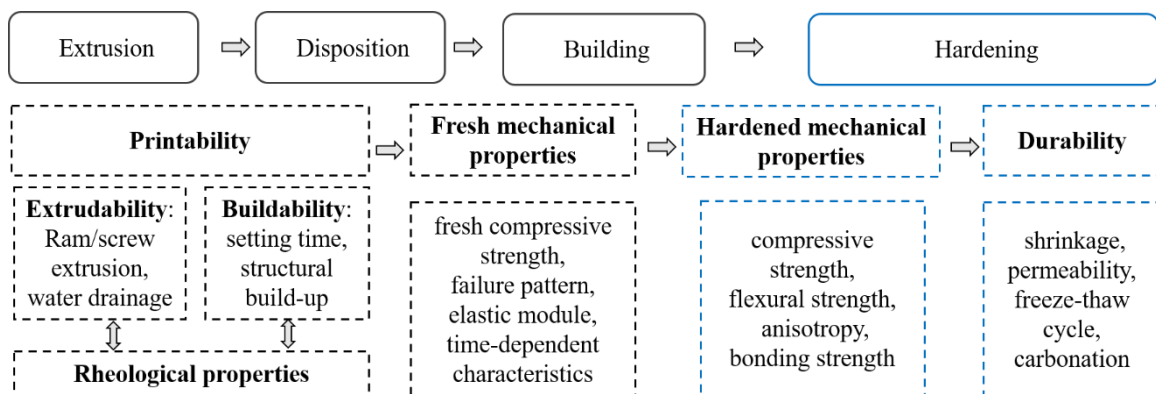 Extrusion
Disposition
Building
Hardening
Printability
Fresh mechanical
properties
Hardened mechanical
properties
Durability
Extrudability:
Ram/screw
extrusion,
water drainage
Buildability:
setting time,
structural
build-up
Rheological properties
fresh compressive
strength,
failure pattern,
elastic module,
time-dependent
characteristics
compressive
strength,
flexural strength,
anisotropy,
bonding strength
shrinkage,
permeability,
freeze-thaw
cycle,
carbonation